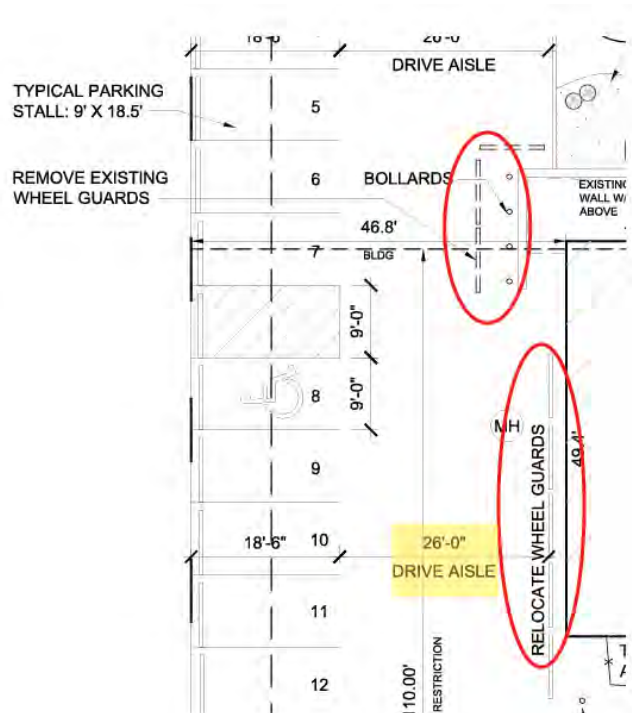 26'-0"
DRIVE AISLE
TYPICAL PARKING
STALL: 9' X 18.5'
5
REMOVE EXISTING
WHEEL GUARDS
6
BOLLARDS
EXISTING
WALL W/
ABOVE
46.8'
7
BLDG
9'-0"
8
9'-0"
MH
49.4'
RELOCATE WHEEL GUARDS
9
18'-6"
10
26'-0"
DRIVE AISLE
11
12
10.00'
RESTRICTION